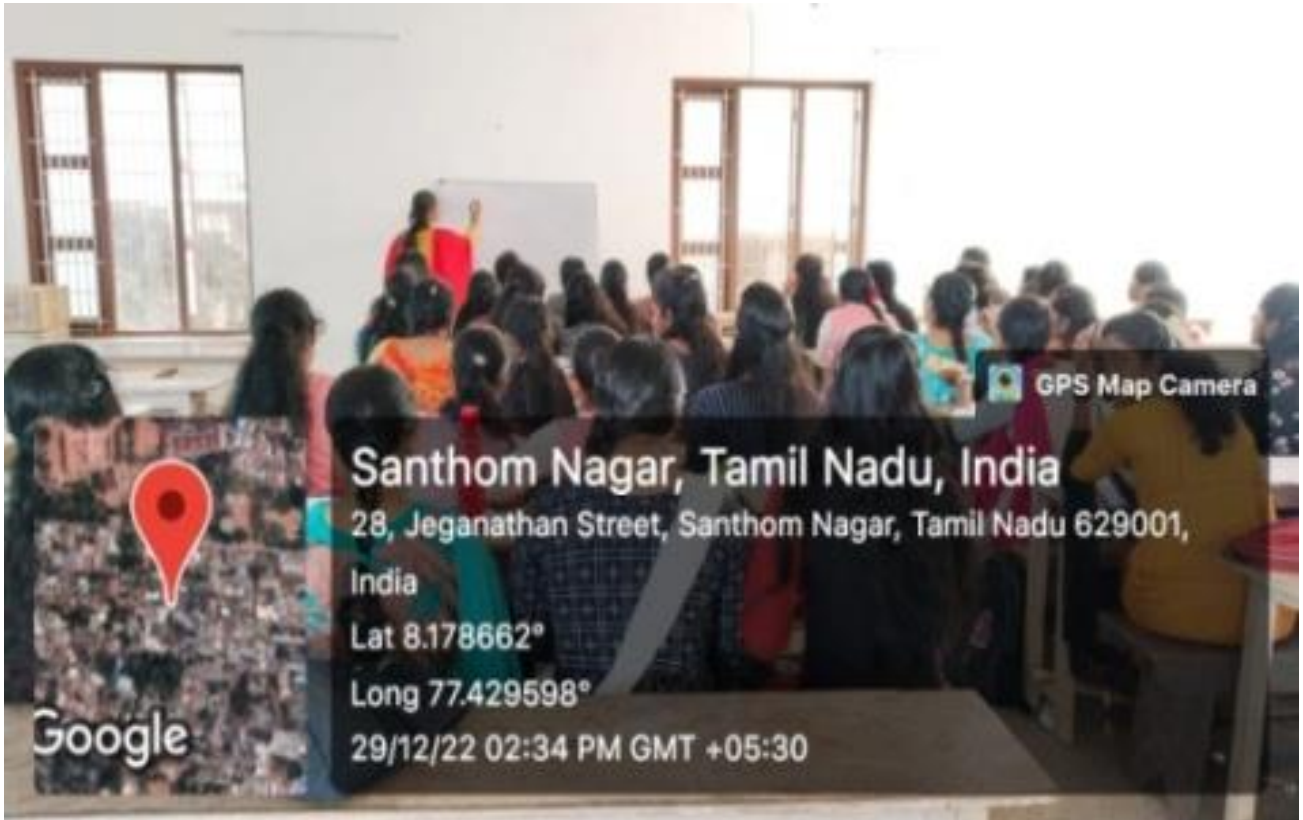 GPS Map Camera
Santhom Nagar, Tamil Nadu, India
28, Jeganathan Street, Santhom Nagar, Tamil Nadu 629001,
India
Lat 8.178662°
Long 77.429598°
29/12/22 02:34 PM GMT +05:30
Google